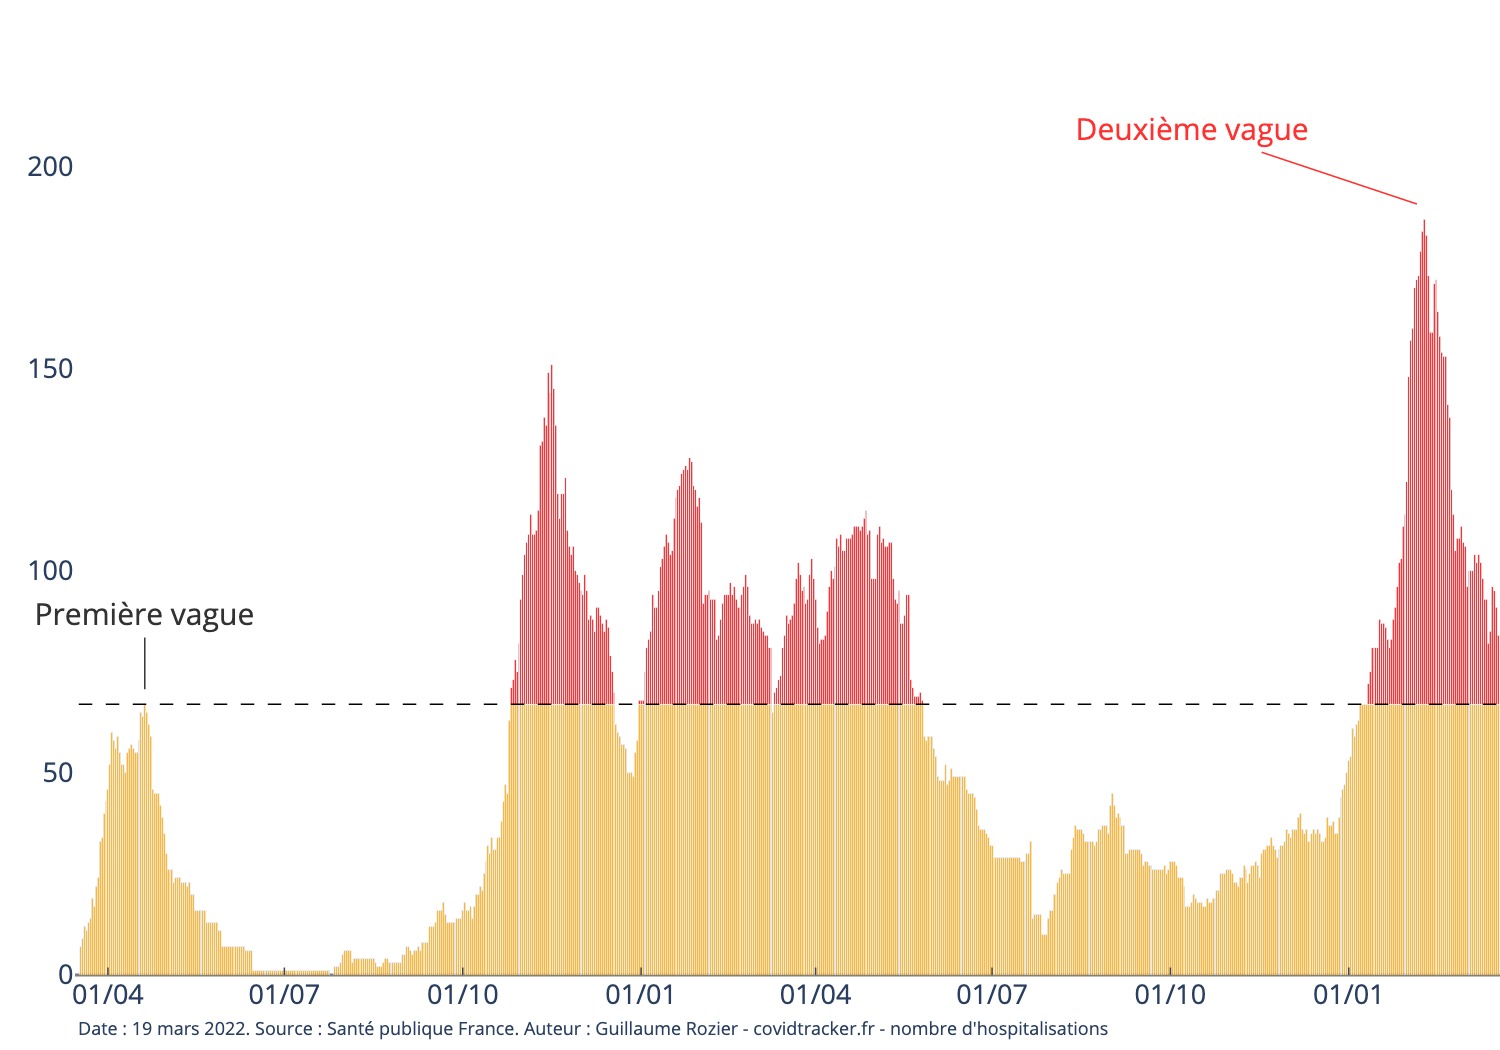 Deuxième vague
200
150
100
Première vague
50
0
01/04 01/07 01/10 01/01 01/04 01/07 01/10 01/01
Date : 19 mars 2022. Source : Santé publique France. Auteur : Guillaume Rozier - covidtracker.fr - nombre d'hospitalisations